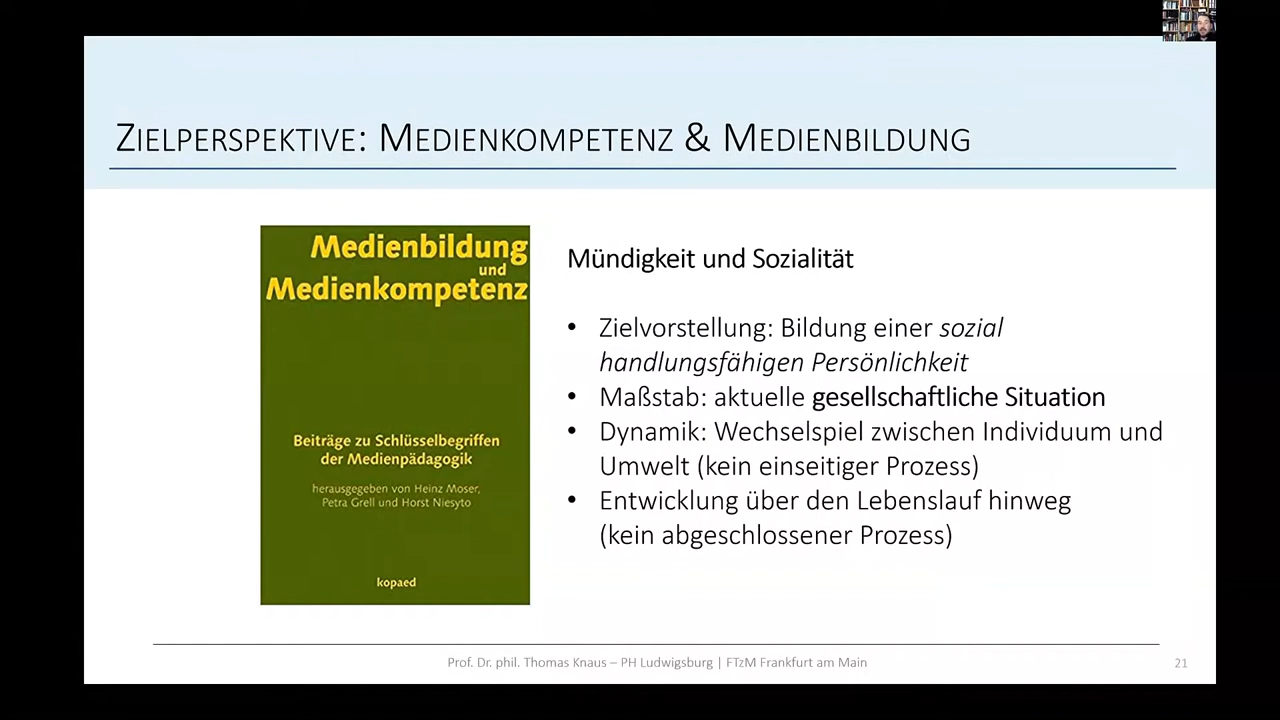 Zielperspektive: Medienkompetenz & Medienbildung
Medienbildung
und
Medienkompetenz
Beiträge zu Schlüsselbegriffen
der Medienpädagogik
herausgegeben von Heinz Moser,
Petra Grell und Horst Niesyto
kopaed
Mündigkeit und Sozialität
• Zielvorstellung: Bildung einer sozial
handlungsfähigen Persönlichkeit
• Maßstab: aktuelle gesellschaftliche Situation
• Dynamik: Wechselspiel zwischen Individuum und
Umwelt (kein einseitiger Prozess)
• Entwicklung über den Lebenslauf hinweg
(kein abgeschlossener Prozess)
Prof. Dr. phil. Thomas Knaus – PH Ludwigsburg | FTzM Frankfurt am Main
21